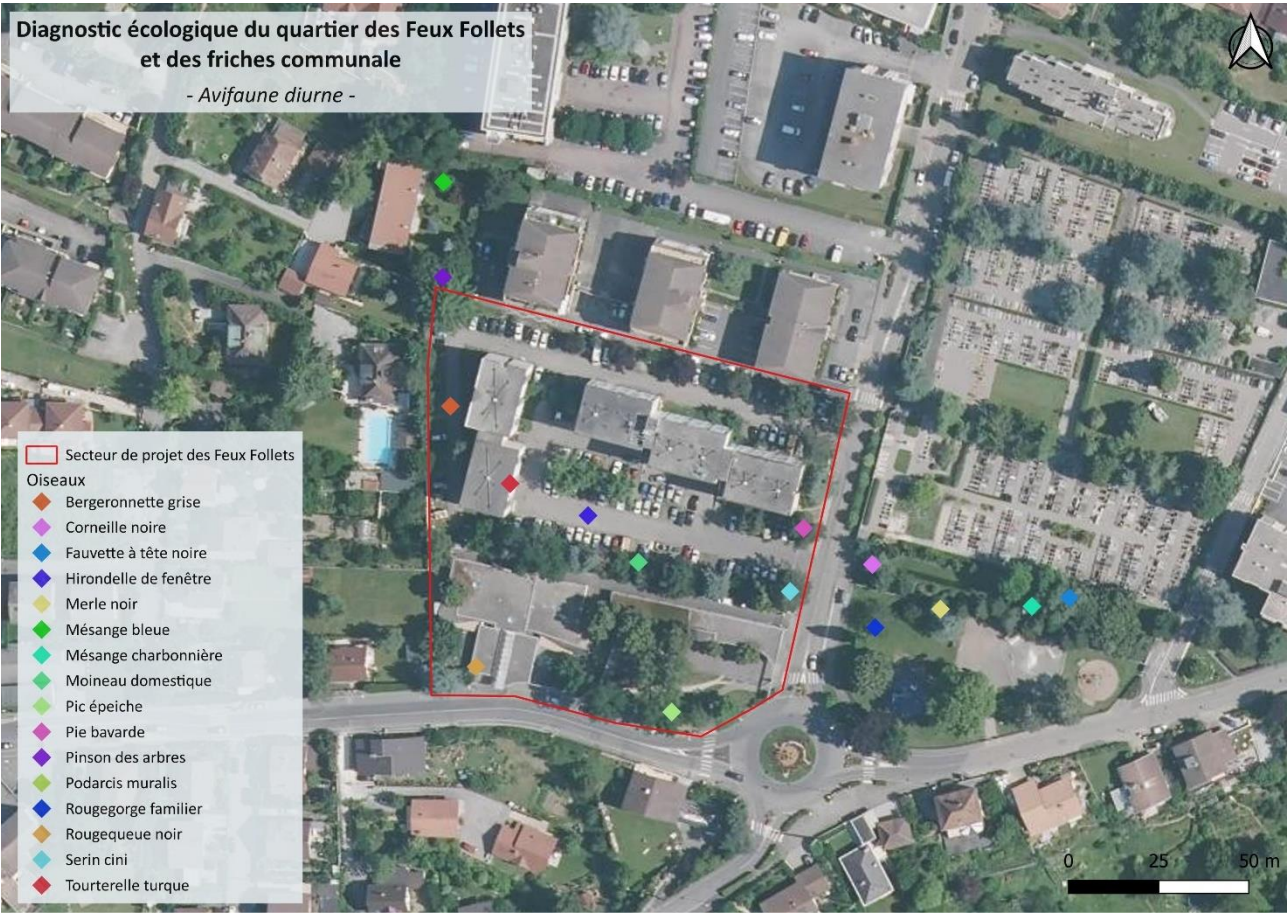 Diagnostic écologique du quartier des Feux Follets
et des friches communale
- Avifaune diurne -
Secteur de projet des Feux Follets
Oiseaux
Bergeronnette grise
Corneille noire
Fauvette à tête noire
Hirondelle de fenêtre
Merle noir
Mésange bleue
Mésange charbonnière
Moineau domestique
Pic épeiche
Pie bavarde
Pinson des arbres
Podarcis muralis
Rougegorge familier
Rougequeue noir
Serin cini
Tourterelle turque
0 25 50 m